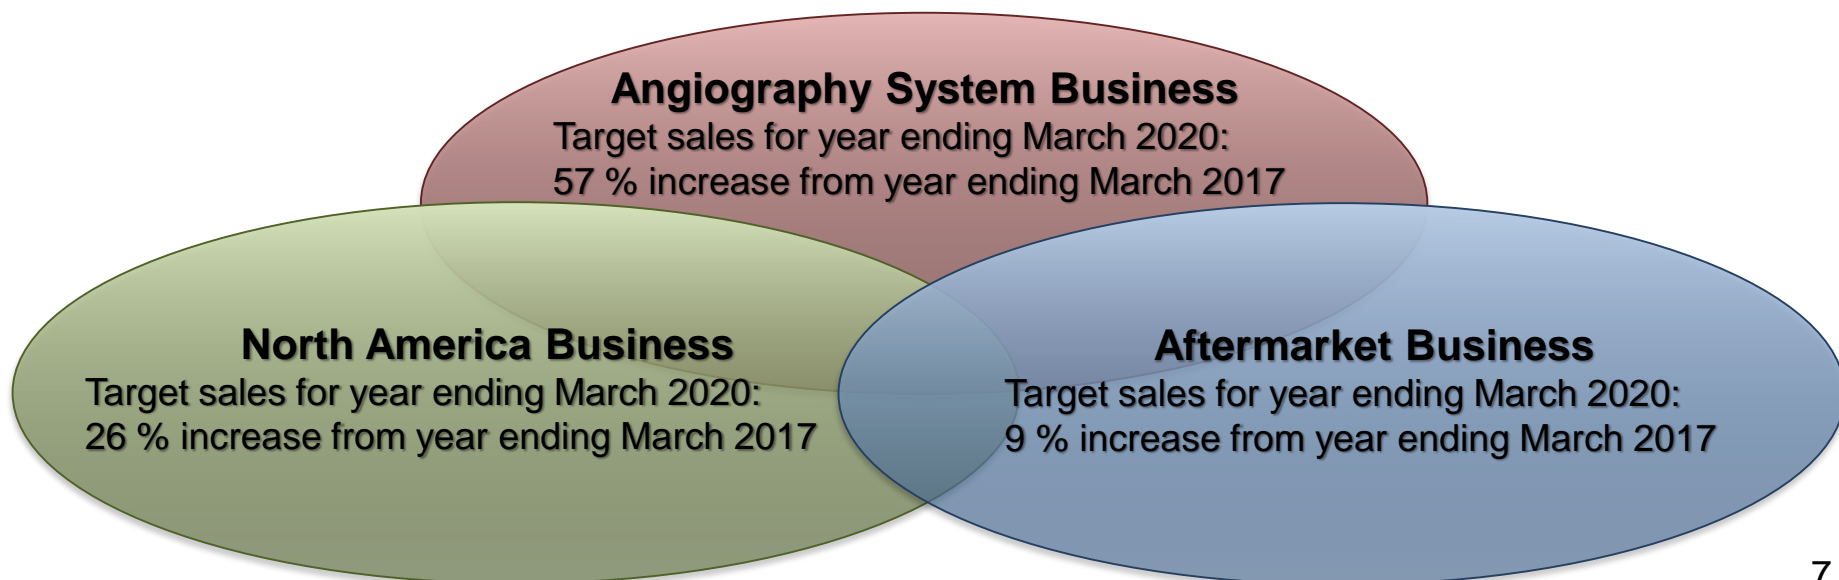 Angiography System Business
Target sales for year ending March 2020:
57 % increase from year ending March 2017
North America Business
Target sales for year ending March 2020:
26 % increase from year ending March 2017
Aftermarket Business
Target sales for year ending March 2020:
9 % increase from year ending March 2017
7